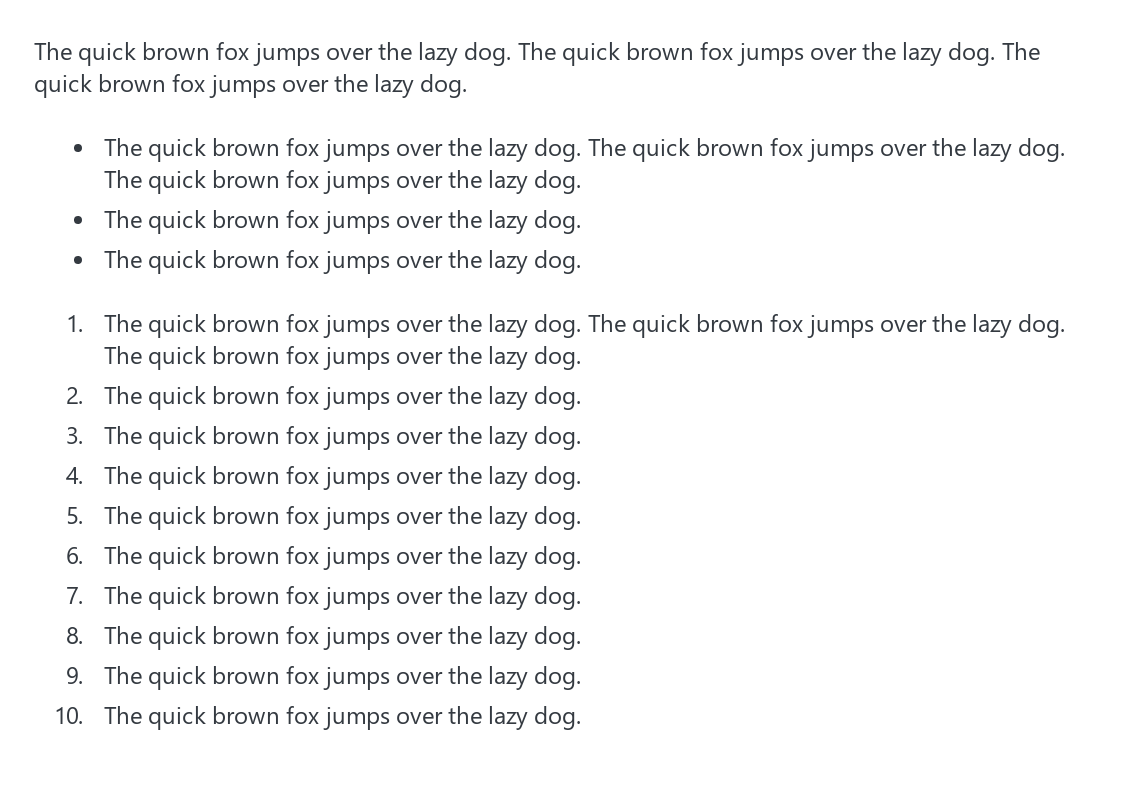 The quick brown fox jumps over the lazy dog. The quick brown fox jumps over the lazy dog. The
quick brown fox jumps over the lazy dog.
• The quick brown fox jumps over the lazy dog. The quick brown fox jumps over the lazy dog.
The quick brown fox jumps over the lazy dog.
• The quick brown fox jumps over the lazy dog.
• The quick brown fox jumps over the lazy dog.
1. The quick brown fox jumps over the lazy dog. The quick brown fox jumps over the lazy dog.
The quick brown fox jumps over the lazy dog.
2. The quick brown fox jumps over the lazy dog.
3. The quick brown fox jumps over the lazy dog.
4. The quick brown fox jumps over the lazy dog.
5. The quick brown fox jumps over the lazy dog.
6. The quick brown fox jumps over the lazy dog.
7. The quick brown fox jumps over the lazy dog.
8. The quick brown fox jumps over the lazy dog.
9. The quick brown fox jumps over the lazy dog.
10. The quick brown fox jumps over the lazy dog.